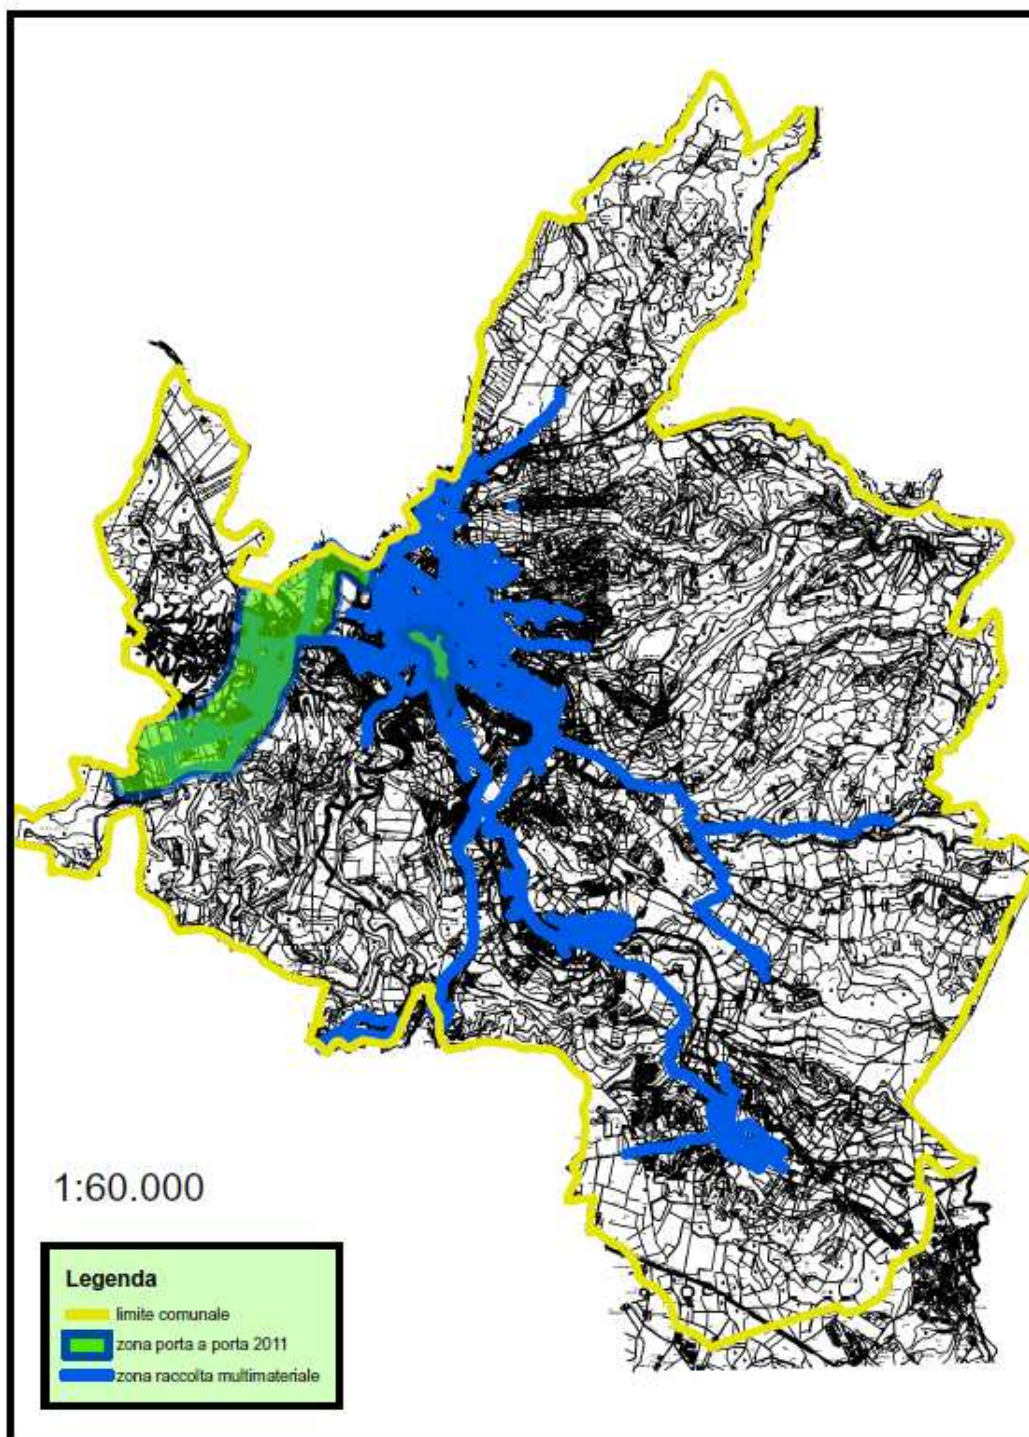 1:60.000
Legenda
limite comunale
zona porta a porta 2011
zona raccolta multimateriale